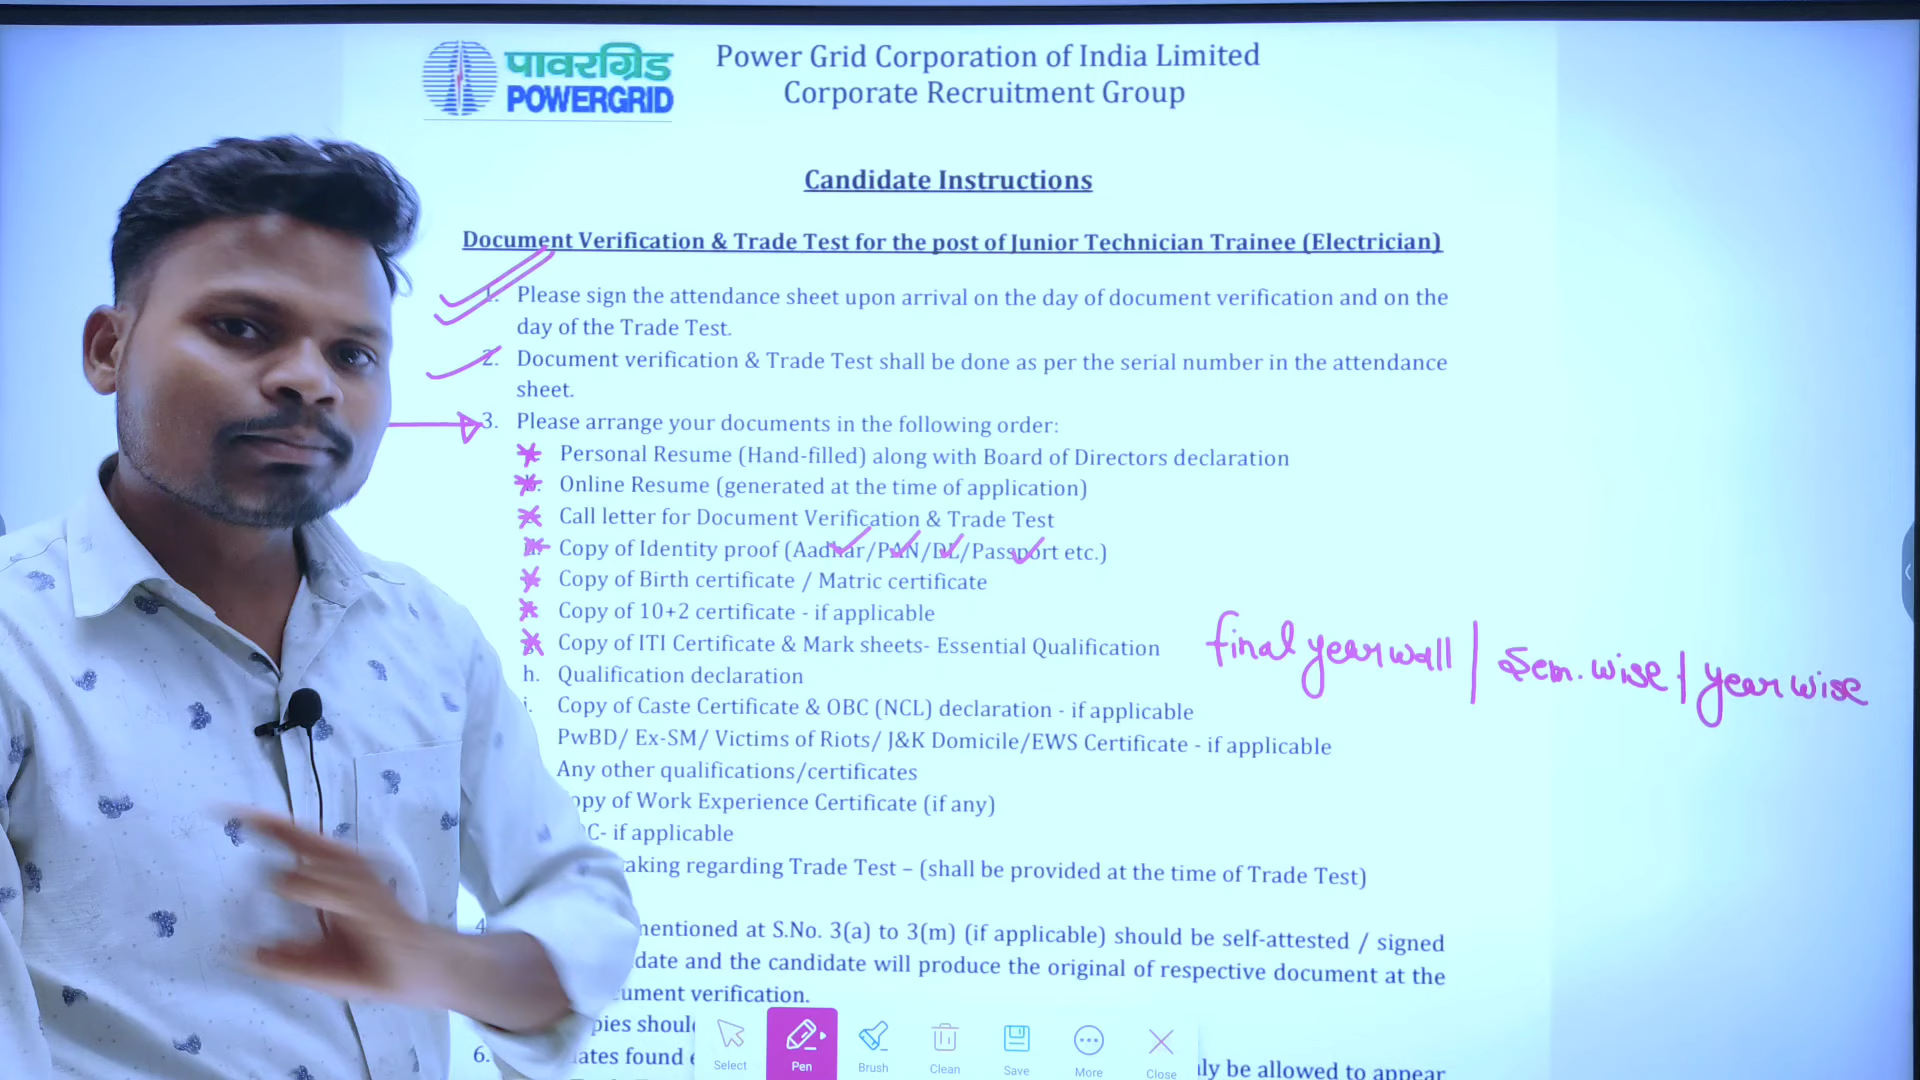 पावरग्रिड
POWERGRID
Power Grid Corporation of India Limited
Corporate Recruitment Group
Candidate Instructions
Document Verification & Trade Test for the post of Junior Technician Trainee (Electrician)
1. Please sign the attendance sheet upon arrival on the day of document verification and on the
day of the Trade Test.
2. Document verification & Trade Test shall be done as per the serial number in the attendance
sheet.
3. Please arrange your documents in the following order:
Personal Resume (Hand-filled) along with Board of Directors declaration
b. Online Resume (generated at the time of application)
Call letter for Document Verification & Trade Test
Copy of Identity proof (Aadhar/PAN/DL/Passport etc.)
Copy of Birth certificate / Matric certificate
Copy of 10+2 certificate - if applicable
Copy of ITI Certificate & Mark sheets- Essential Qualification
final year wall | Sem. wise | year wise
h. Qualification declaration
i. Copy of Caste Certificate & OBC (NCL) declaration - if applicable
PwBD/ Ex-SM/ Victims of Riots/ J&K Domicile/EWS Certificate - if applicable
Any other qualifications/certificates
opy of Work Experience Certificate (if any)
C- if applicable
aking regarding Trade Test – (shall be provided at the time of Trade Test)
4 mentioned at S.No. 3(a) to 3(m) (if applicable) should be self-attested / signed
date and the candidate will produce the original of respective document at the
ument verification.
pies shoul
6. ates found ly be allowed to appear
Select
Pen
Brush
Clean
Save
More
Close